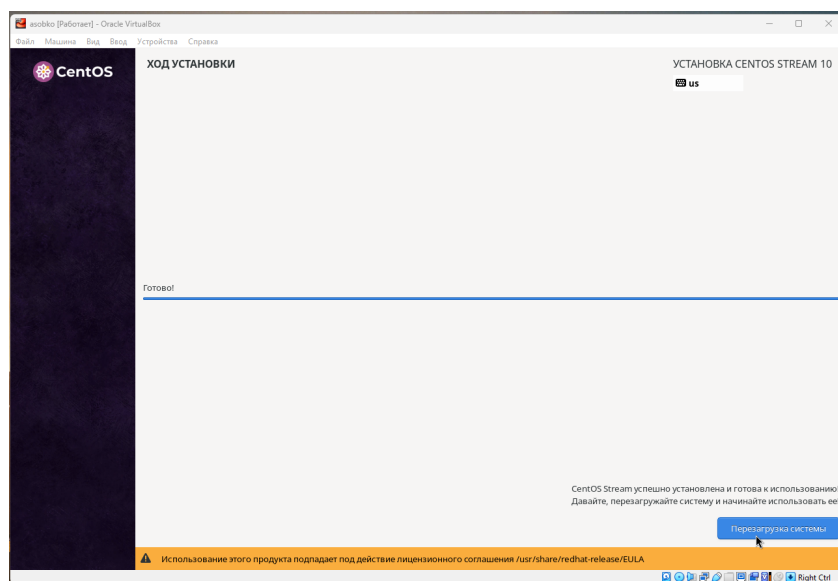 asobko [Работает] - Oracle VirtualBox
Файл Машина Вид Ввод Устройства Справка
CentOS
ХОД УСТАНОВКИ
УСТАНОВКА CENTOS STREAM 10
us
Готово!
CentOS Stream успешно установлена и готова к использованию!
Давайте, перезагружайте систему и начинайте использовать ее!
Перезагрузка системы
Использование этого продукта подпадает под действие лицензионного соглашения /usr/share/redhat-release/EULA
Right Ctrl